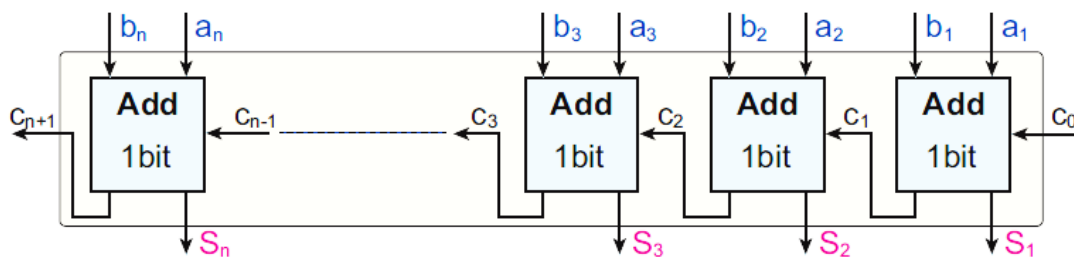 bn an b3 a3 b2 a2 b1 a1
cn+1 Add cn-1 c3 Add c2 Add c1 Add c0
1bit 1bit 1bit 1bit
Sn S3 S2 S1